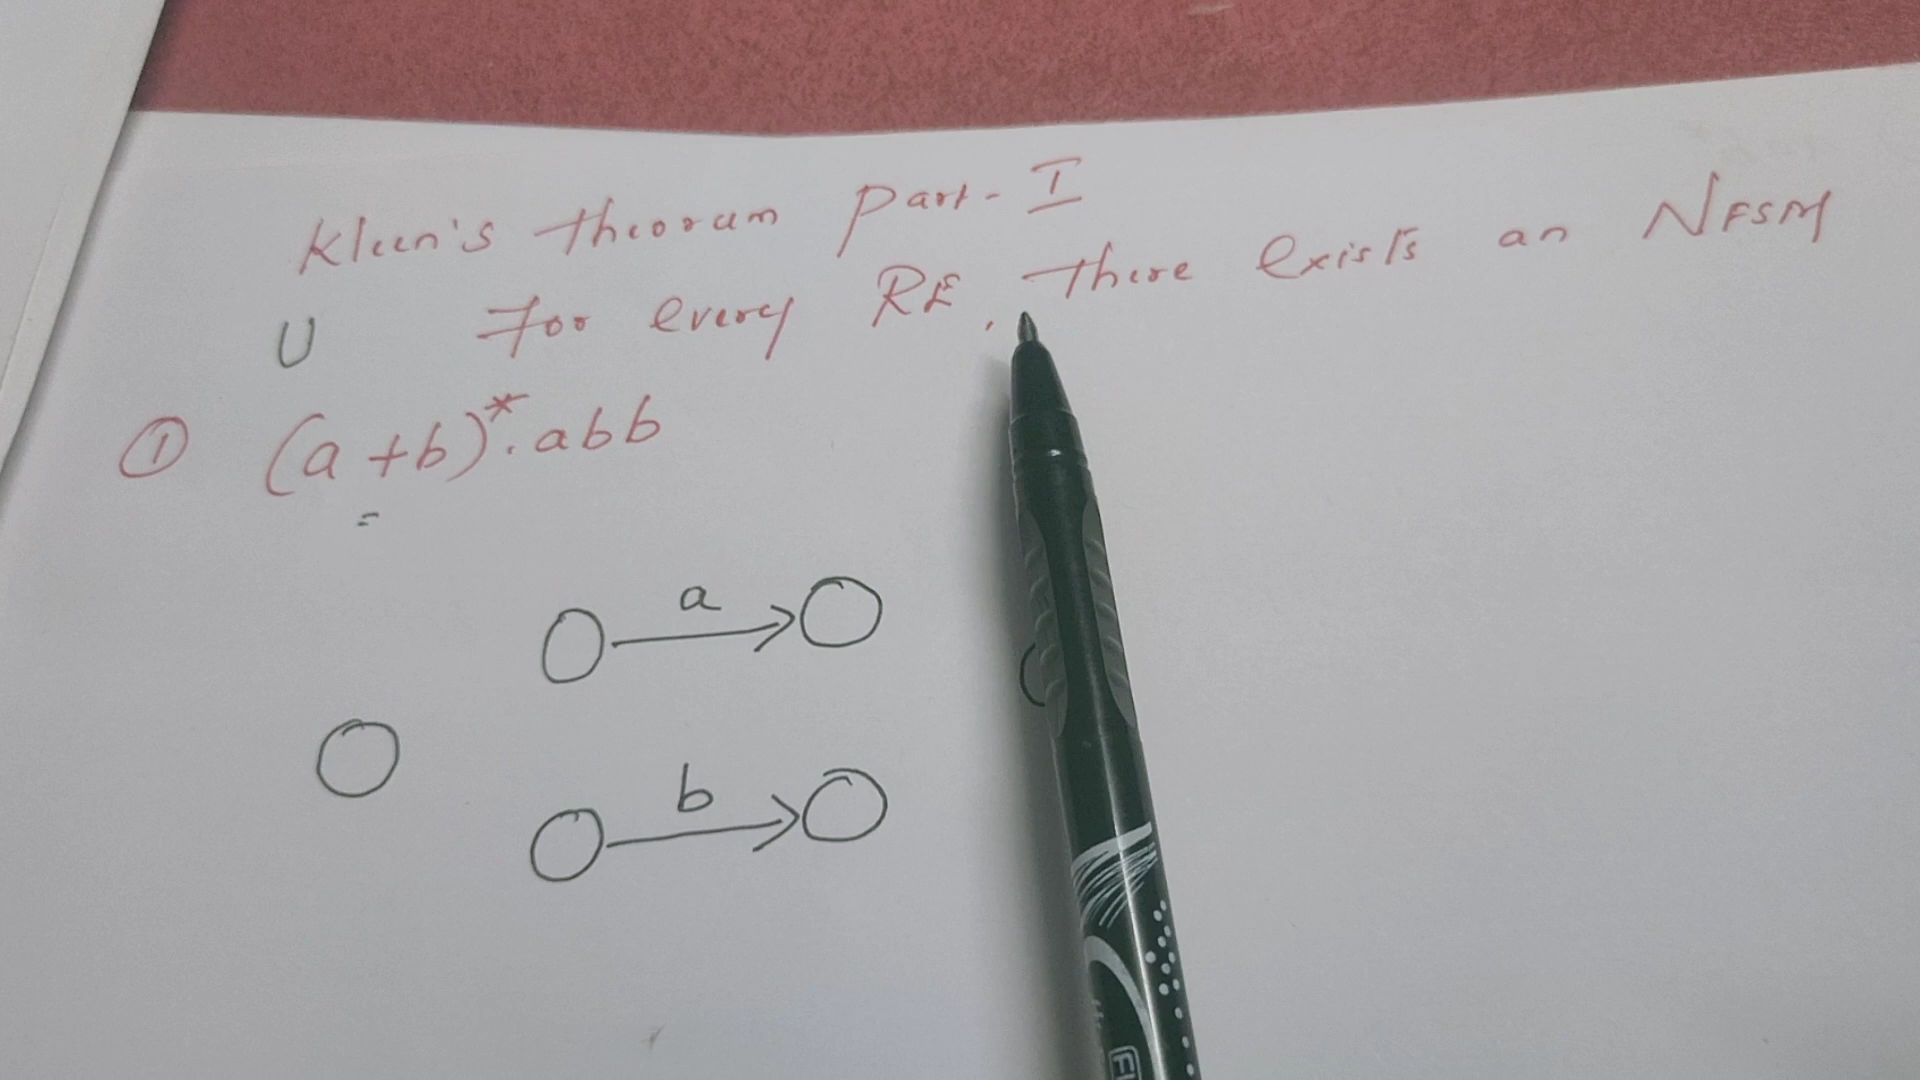 Kleen's theoram Part-I
U For every RE, there exists an NFSM
① (a+b)*.abb
=
a
b